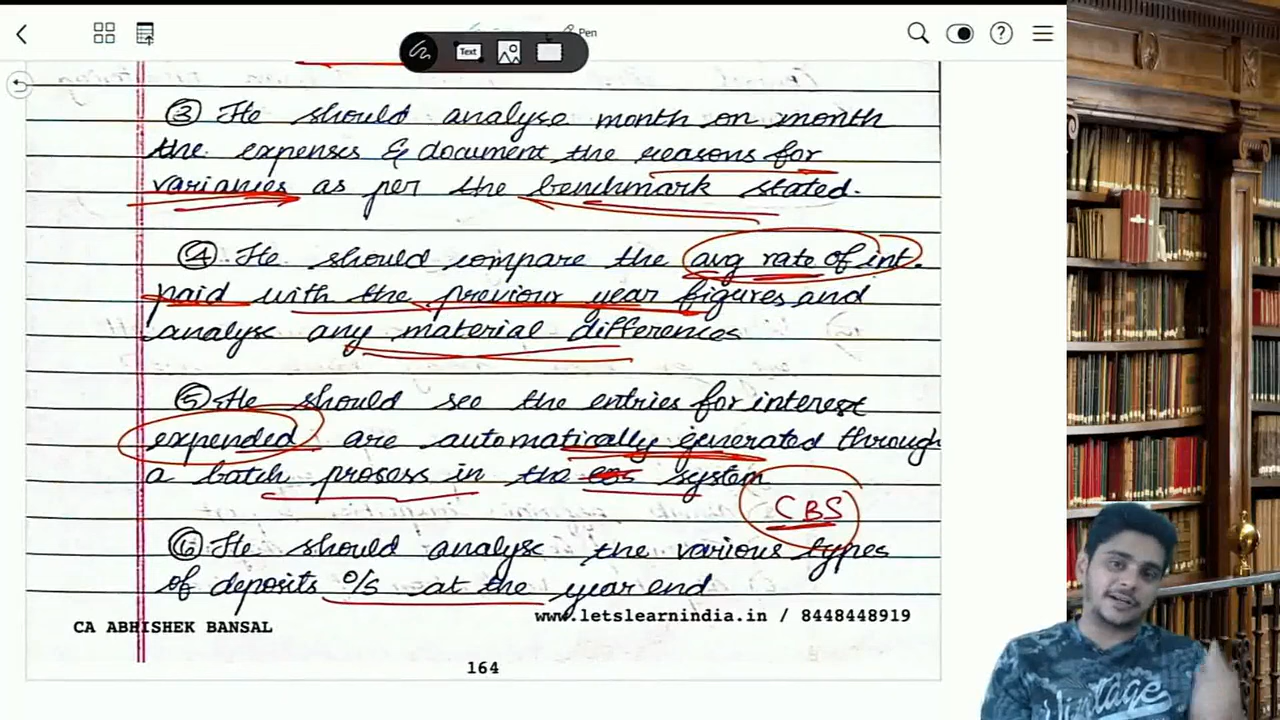 Pen
Text
③ He should analyse month on month
the expenses & document the reasons for
variances as per the benchmark stated.
④. He should compare the avg rate of int.
paid with the previous year figures and
analyse any material differences
⑤ He should see the entries for interest
expended are automatically generated through
a batch prosess in the system
CBS
⑥ He should analyse the various types
of deposits o/s at the year end
www.letslearnindia.in / 8448448919
CA ABHISHEK BANSAL
164
Vintage